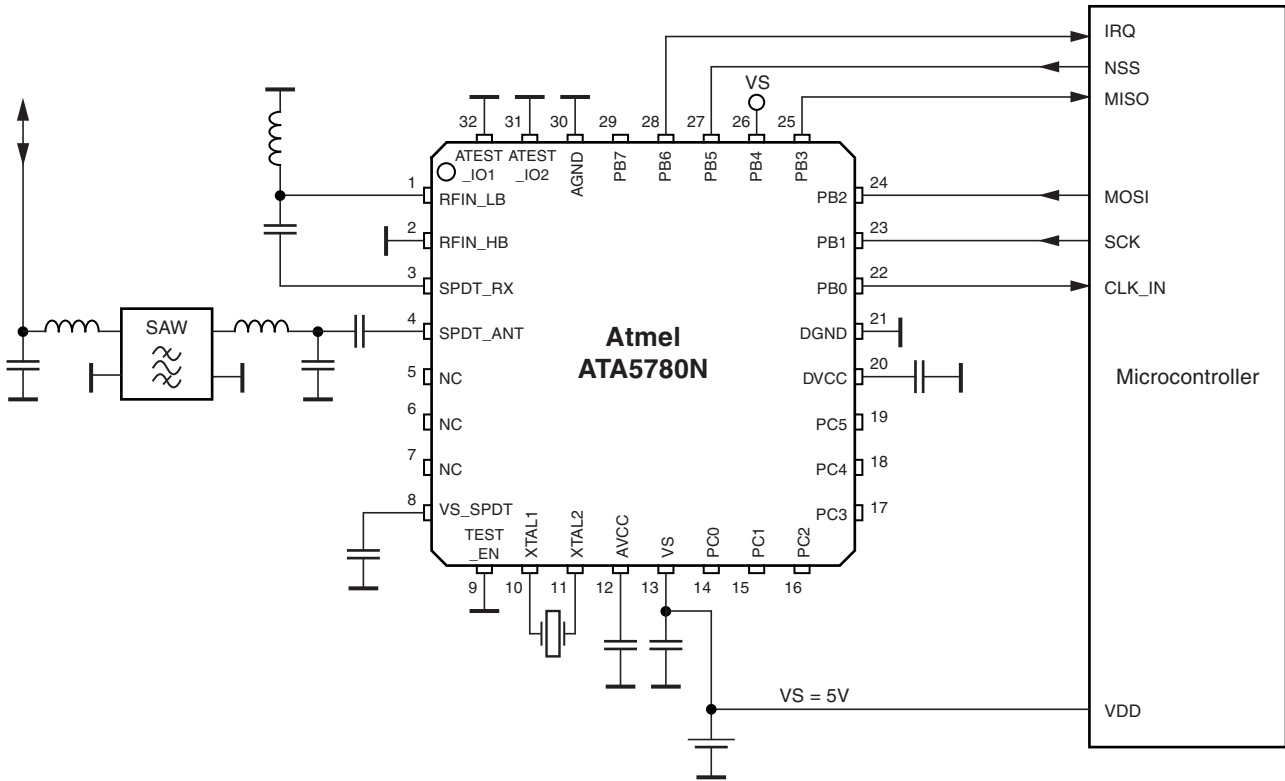 IRQ
NSS
VS
MISO
32
31
30
29
28
27
26
25
ATEST
_IO1
ATEST
_IO2
AGND
PB7
PB6
PB5
PB4
PB3
1
RFIN_LB
2
RFIN_HB
3
SPDT_RX
4
SPDT_ANT
5
NC
6
NC
7
NC
8
VS_SPDT
SAW
Atmel
ATA5780N
PB2
24
MOSI
PB1
23
SCK
PB0
22
CLK_IN
DGND
21
DVCC
20
PC5
19
PC4
18
PC3
17
Microcontroller
TEST
_EN
XTAL1
XTAL2
AVCC
VS
PC0
PC1
PC2
9
10
11
12
13
14
15
16
VS = 5V
VDD